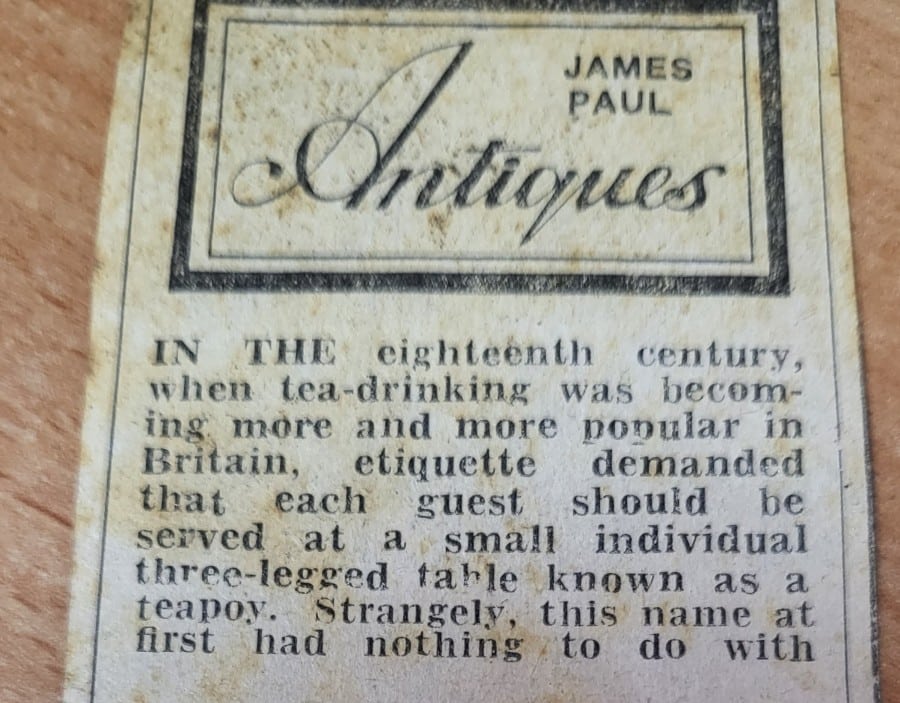 JAMES
PAUL
Antiques
IN THE eighteenth century,
when tea-drinking was becom-
ing more and more popular in
Britain, etiquette demanded
that each guest should be
served at a small individual
three-legged table known as a
teapoy. Strangely, this name at
first had nothing to do with